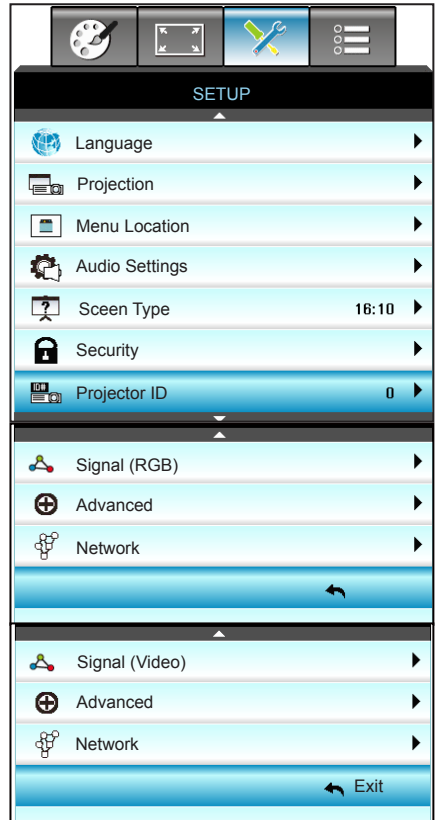 SETUP
Language
Projection
Menu Location
Audio Settings
?
Sceen Type 16:10
Security
ID#
Projector ID 0
Signal (RGB)
Advanced
Network
Signal (Video)
Advanced
Network
Exit